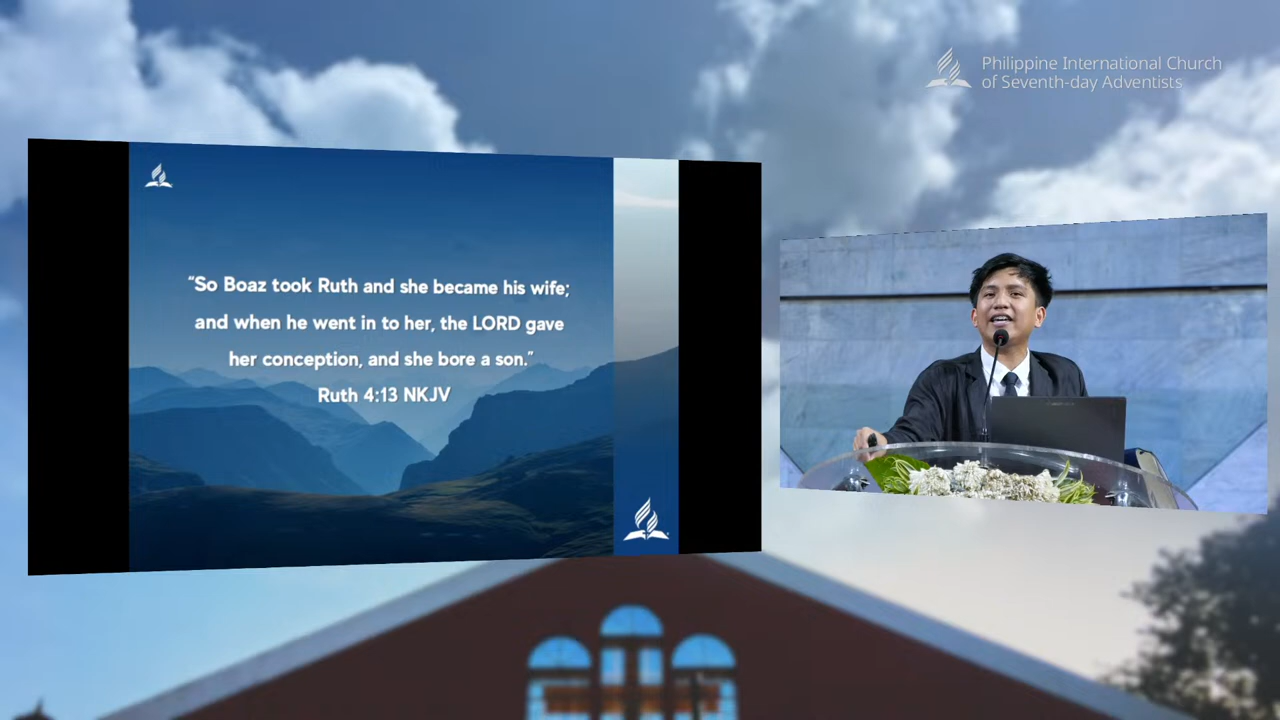 Philippine International Church
of Seventh-day Adventists
“So Boaz took Ruth and she became his wife;
and when he went in to her, the LORD gave
her conception, and she bore a son.”
Ruth 4:13 NKJV